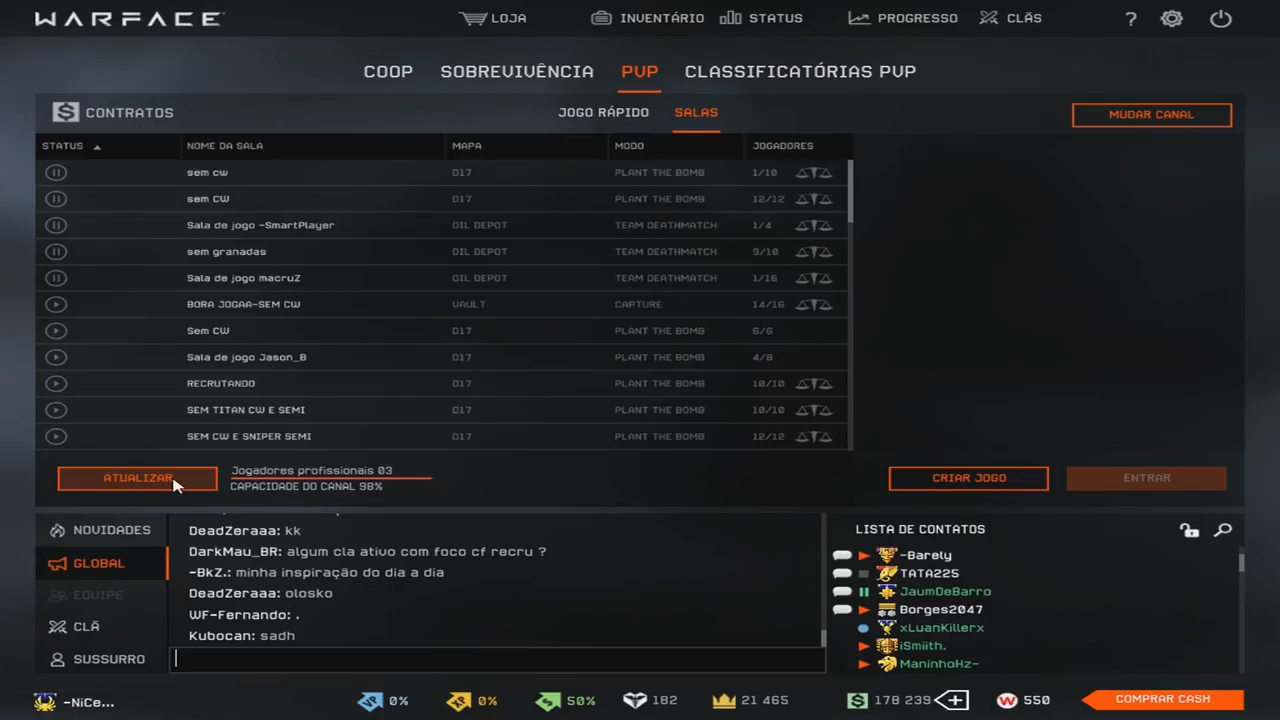 WARFACE
LOJA
INVENTÁRIO
STATUS
PROGRESSO
CLÃS
?
COOP
SOBREVIVÊNCIA
PVP
CLASSIFICATÓRIAS PVP
CONTRATOS
JOGO RÁPIDO
SALAS
MUDAR CANAL
STATUS NOME DA SALA MAPA MODO JOGADORES
sem cw D17 PLANT THE BOMB 1/10
sem CW D17 PLANT THE BOMB 12/12
Sala de jogo -SmartPlayer OIL DEPOT TEAM DEATHMATCH 1/4
sem granadas OIL DEPOT TEAM DEATHMATCH 9/10
Sala de jogo macruZ OIL DEPOT TEAM DEATHMATCH 1/16
BORA JOGAA-SEM CW VAULT CAPTURE 14/16
Sem CW D17 PLANT THE BOMB 6/6
Sala de jogo Jason_B D17 PLANT THE BOMB 4/8
RECRUTANDO D17 PLANT THE BOMB 10/10
SEM TITAN CW E SEMI D17 PLANT THE BOMB 10/10
SEM CW E SNIPER SEMI D17 PLANT THE BOMB 12/12
ATUALIZAR
Jogadores profissionais 03
CAPACIDADE DO CANAL 98%
CRIAR JOGO
ENTRAR
NOVIDADES
GLOBAL
EQUIPE
CLÃ
SUSSURRO
DeadZeraaa: kk
DarkMau_BR: algum cla ativo com foco cf recru ?
-BkZ.: minha inspiração do dia a dia
DeadZeraaa: olosko
WF-Fernando: .
Kubocan: sadh
LISTA DE CONTATOS
-Barely
TATA225
JaumDeBarro
Borges2047
xLuanKillerx
iSmiith.
ManinhoHz-
-NiCe...
0%
0%
50%
182
21 465
178 239
W 550
COMPRAR CASH